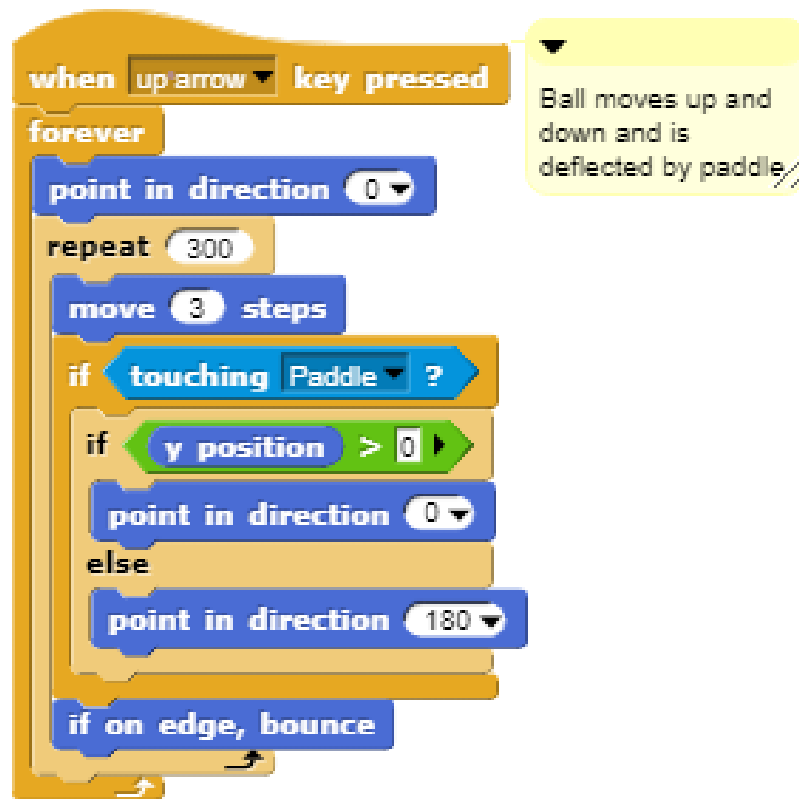 when up arrow key pressed
Ball moves up and
down and is
deflected by paddle
forever
point in direction 0
repeat 300
move 3 steps
if touching Paddle ?
if y position > 0
point in direction 0
else
point in direction 180
if on edge, bounce